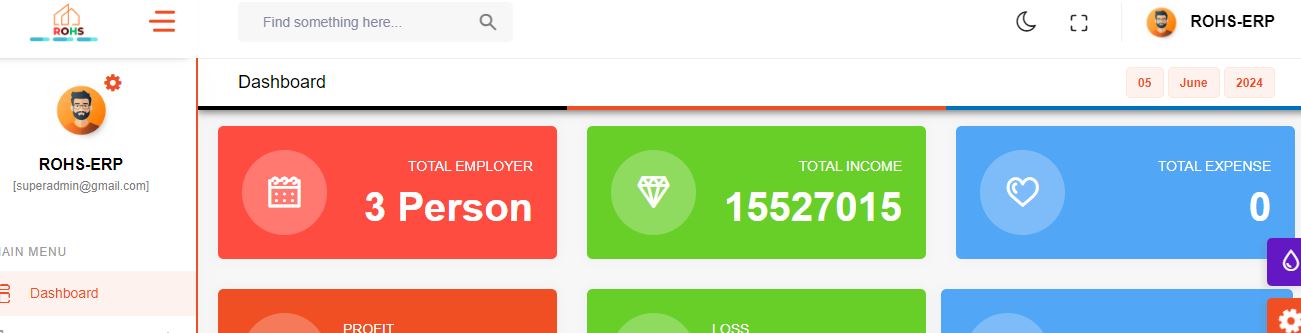 ROHS
Find something here...
ROHS-ERP
Dashboard
05 June 2024
ROHS-ERP
[superadmin@gmail.com]
AIN MENU
Dashboard
TOTAL EMPLOYER
3 Person
TOTAL INCOME
15527015
TOTAL EXPENSE
0
PROFIT
LOSS